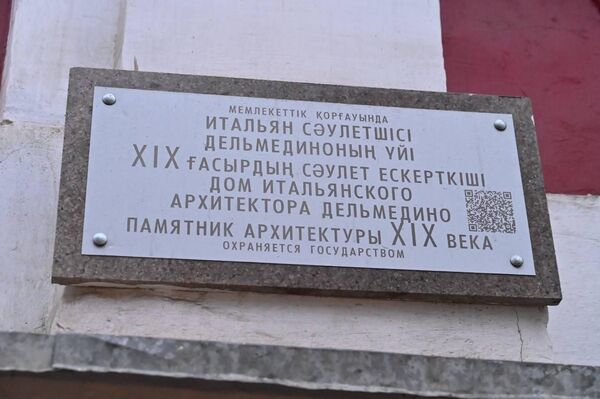 МЕМЛЕКЕТТІК ҚОРҒАУЫНДА
ИТАЛЬЯН СӘУЛЕТШІСІ
ДЕЛЬМЕДИНОНЫҢ ҮЙІ
XIX ҒАСЫРДЫҢ СӘУЛЕТ ЕСКЕРТКІШІ
ДОМ ИТАЛЬЯНСКОГО
АРХИТЕКТОРА ДЕЛЬМЕДИНО
ПАМЯТНИК АРХИТЕКТУРЫ XIX ВЕКА
ОХРАНЯЕТСЯ ГОСУДАРСТВОМ